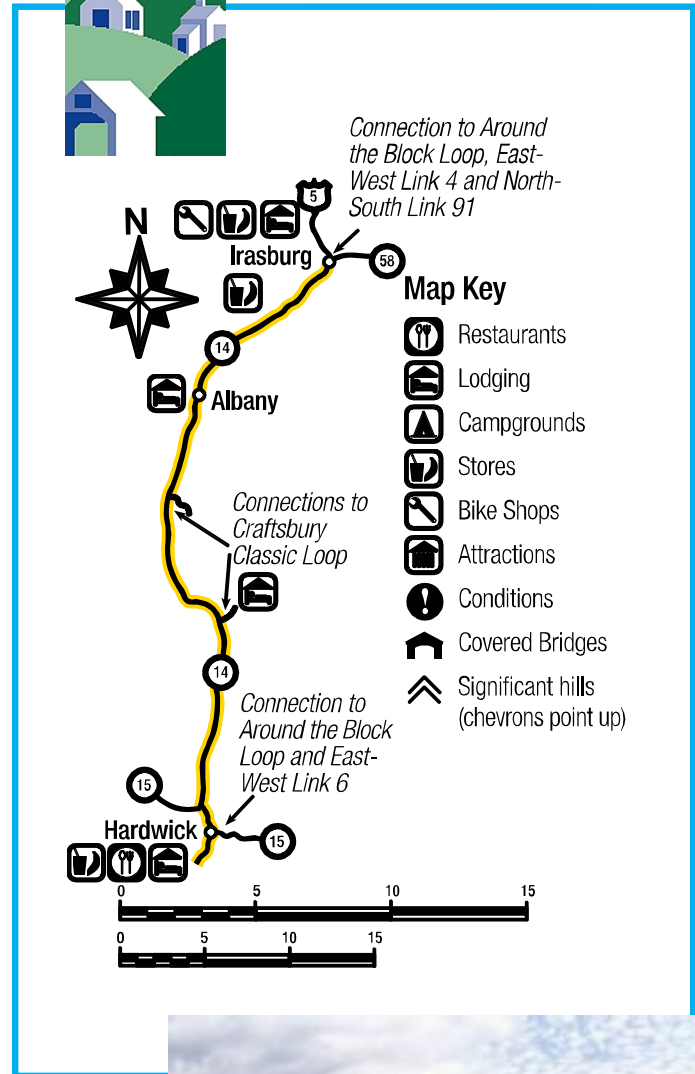 Connection to Around
the Block Loop, East-
West Link 4 and North-
South Link 91
5
N
Irasburg
58
Map Key
Restaurants
14
Lodging
Albany
Campgrounds
Stores
Connections to
Craftsbury
Classic Loop
Bike Shops
Attractions
Conditions
Covered Bridges
14
Significant hills
(chevrons point up)
Connection to
Around the Block
Loop and East-
West Link 6
15
Hardwick
15
0 5 10 15
0 5 10 15